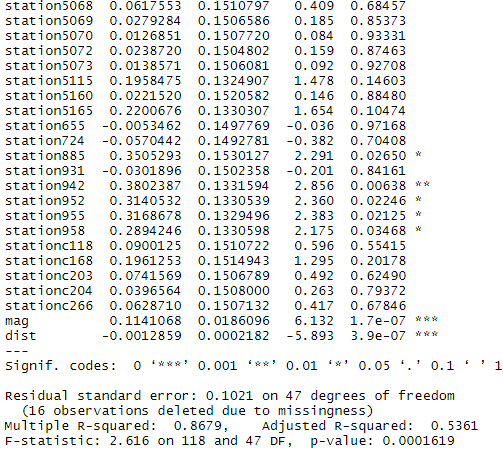 station5068 0.0617553 0.1510797 0.409 0.68457
station5069 0.0279284 0.1506586 0.185 0.85373
station5070 0.0126851 0.1507720 0.084 0.93331
station5072 0.0238720 0.1504802 0.159 0.87463
station5073 0.0138571 0.1506081 0.092 0.92708
station5115 0.1958475 0.1324907 1.478 0.14603
station5160 0.0221520 0.1520582 0.146 0.88480
station5165 0.2200676 0.1330307 1.654 0.10474
station655 -0.0053462 0.1497769 -0.036 0.97168
station724 -0.0570442 0.1492781 -0.382 0.70408
station885 0.3505293 0.1530127 2.291 0.02650 *
station931 -0.0301896 0.1502358 -0.201 0.84161
station942 0.3802387 0.1331594 2.856 0.00638 **
station952 0.3140532 0.1330539 2.360 0.02246 *
station955 0.3168678 0.1329496 2.383 0.02125 *
station958 0.2894246 0.1330598 2.175 0.03468 *
stationc118 0.0900125 0.1510722 0.596 0.55415
stationc168 0.1961253 0.1514943 1.295 0.20178
stationc203 0.0741569 0.1506789 0.492 0.62490
stationc204 0.0396564 0.1508000 0.263 0.79372
stationc266 0.0628710 0.1507132 0.417 0.67846
mag 0.1141068 0.0186096 6.132 1.7e-07 ***
dist -0.0012859 0.0002182 -5.893 3.9e-07 ***
---
Signif. codes: 0 ‘***’ 0.001 ‘**’ 0.01 ‘*’ 0.05 ‘.’ 0.1 ‘ ’ 1
Residual standard error: 0.1021 on 47 degrees of freedom
(16 observations deleted due to missingness)
Multiple R-squared: 0.8679, Adjusted R-squared: 0.5361
F-statistic: 2.616 on 118 and 47 DF, p-value: 0.0001619